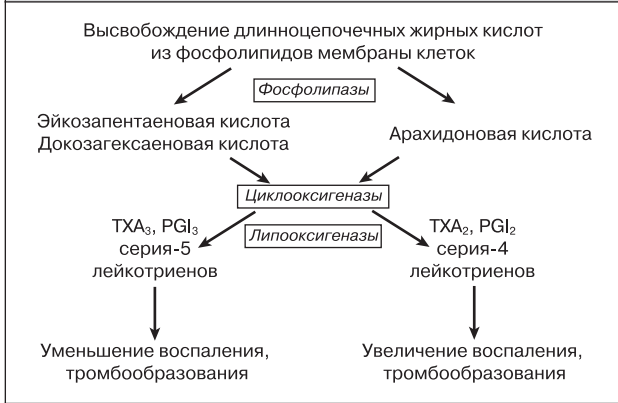 Высвобождение длинноцепочечных жирных кислот
из фосфолипидов мембраны клеток
Фосфолипазы
Эйкозапентаеновая кислота
Докозагексаеновая кислота
Арахидоновая кислота
Циклооксигеназы
Липооксигеназы
TXA₃, PGI₃
серия-5
лейкотриенов
TXA₂, PGI₂
серия-4
лейкотриенов
Уменьшение воспаления,
тромбообразования
Увеличение воспаления,
тромбообразования